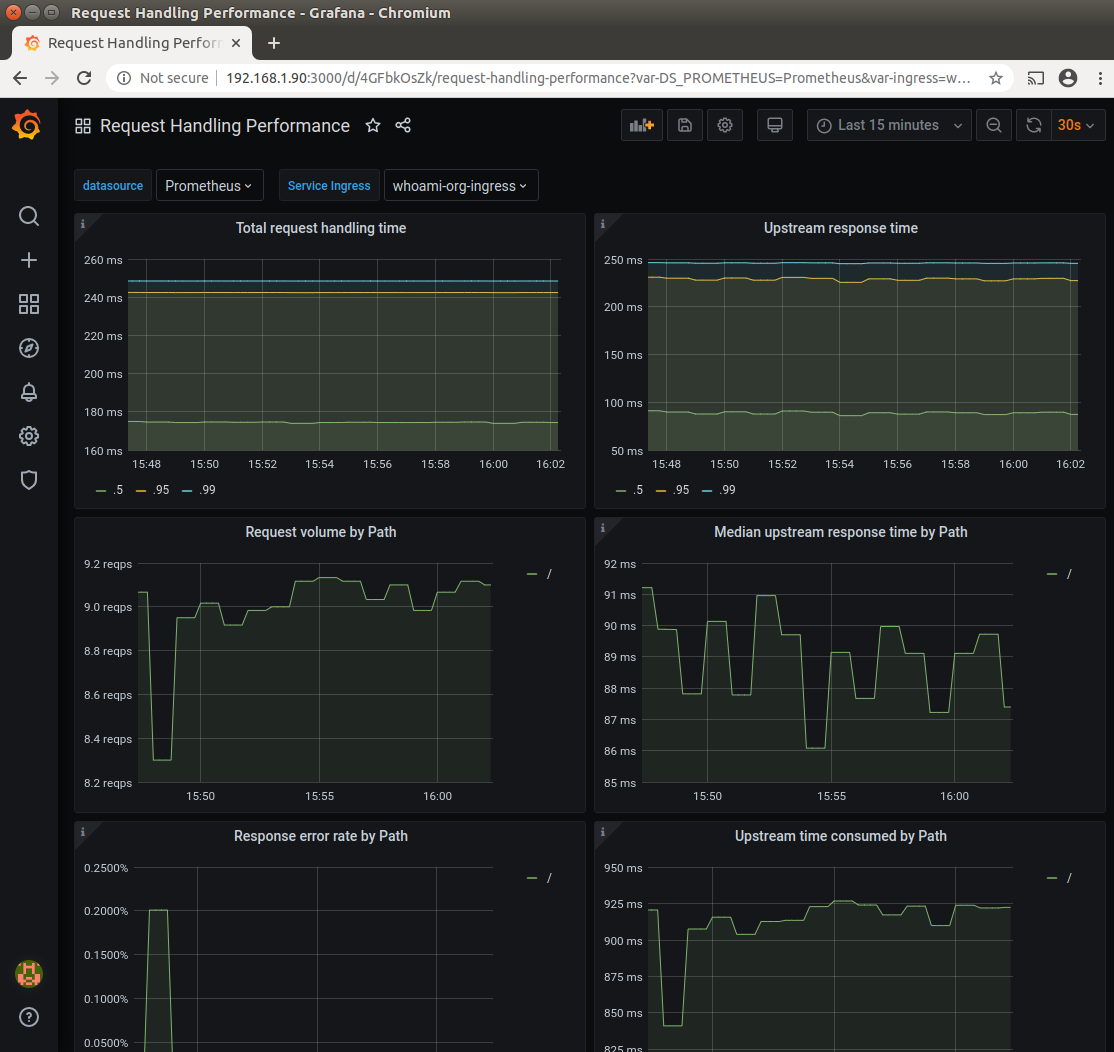 Request Handling Performance - Grafana - Chromium
Request Handling Perfor
Not secure 192.168.1.90:3000/d/4GFbkOsZk/request-handling-performance?var-DS_PROMETHEUS=Prometheus&var-ingress=w...
Request Handling Performance Last 15 minutes 30s
datasource Prometheus Service Ingress whoami-org-ingress
Total request handling time
260 ms
240 ms
220 ms
200 ms
180 ms
160 ms
15:48 15:50 15:52 15:54 15:56 15:58 16:00 16:02
.5 .95 .99
Upstream response time
250 ms
200 ms
150 ms
100 ms
50 ms
15:48 15:50 15:52 15:54 15:56 15:58 16:00 16:02
.5 .95 .99
Request volume by Path
9.2 reqps
9.0 reqps
8.8 reqps
8.6 reqps
8.4 reqps
8.2 reqps
15:50 15:55 16:00
/
Median upstream response time by Path
92 ms
91 ms
90 ms
89 ms
88 ms
87 ms
86 ms
85 ms
15:50 15:55 16:00
/
Response error rate by Path
0.2500%
0.2000%
0.1500%
0.1000%
0.0500%
/
Upstream time consumed by Path
950 ms
925 ms
900 ms
875 ms
850 ms
825 ms
/